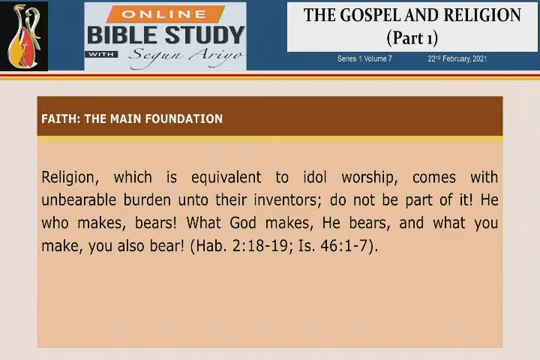 ONLINE
BIBLE STUDY
WITH Segun Ariyo
THE GOSPEL AND RELIGION
(Part 1)
Series 1 Volume 7 22nd February, 2021
FAITH: THE MAIN FOUNDATION
Religion, which is equivalent to idol worship, comes with
unbearable burden unto their inventors; do not be part of it! He
who makes, bears! What God makes, He bears, and what you
make, you also bear! (Hab. 2:18-19; Is. 46:1-7).